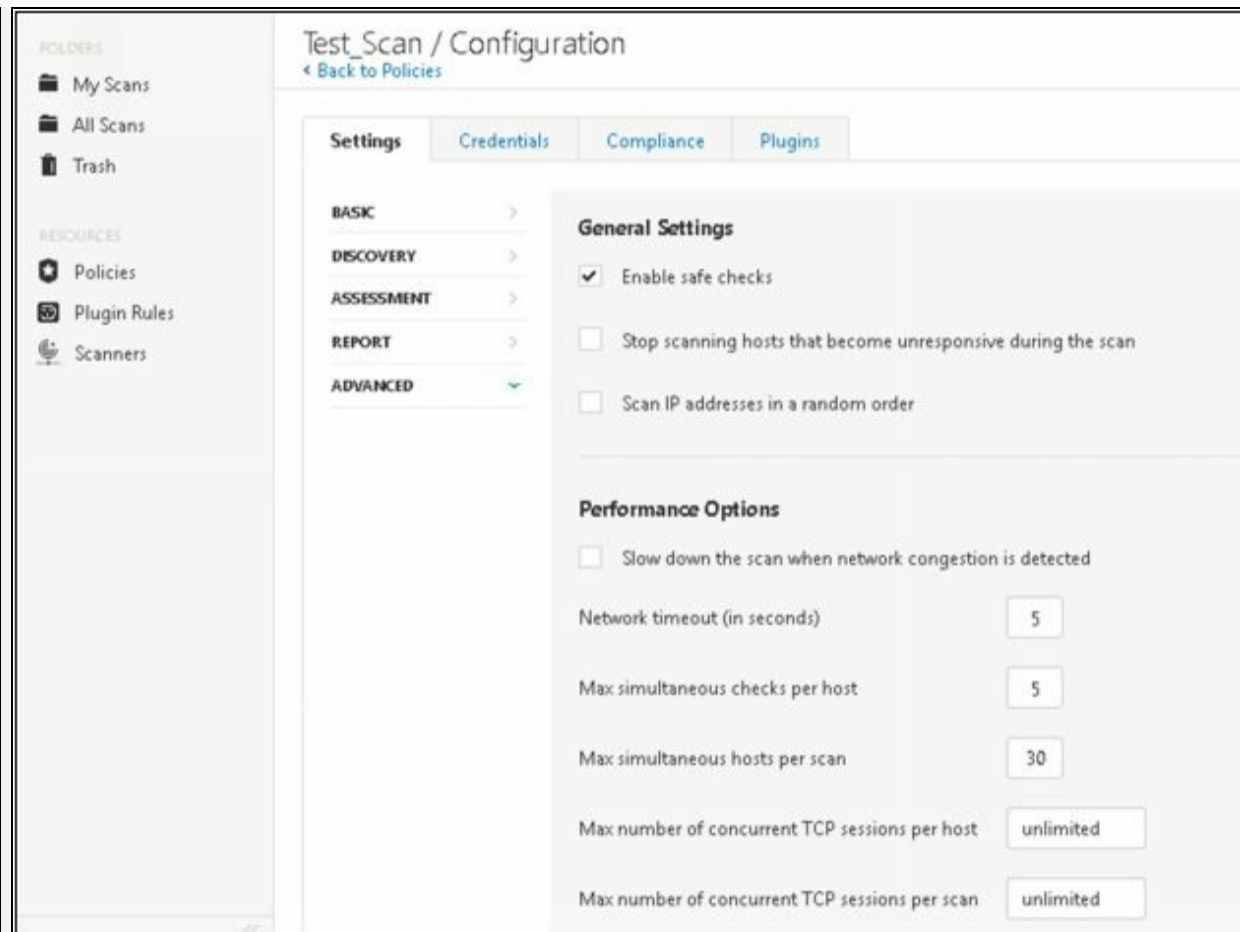 FOLDERS
My Scans
All Scans
Trash
RESOURCES
Policies
Plugin Rules
Scanners
Test_Scan / Configuration
Back to Policies
Settings Credentials Compliance Plugins
BASIC
DISCOVERY
ASSESSMENT
REPORT
ADVANCED
General Settings
Enable safe checks
Stop scanning hosts that become unresponsive during the scan
Scan IP addresses in a random order
Performance Options
Slow down the scan when network congestion is detected
Network timeout (in seconds) 5
Max simultaneous checks per host 5
Max simultaneous hosts per scan 30
Max number of concurrent TCP sessions per host unlimited
Max number of concurrent TCP sessions per scan unlimited